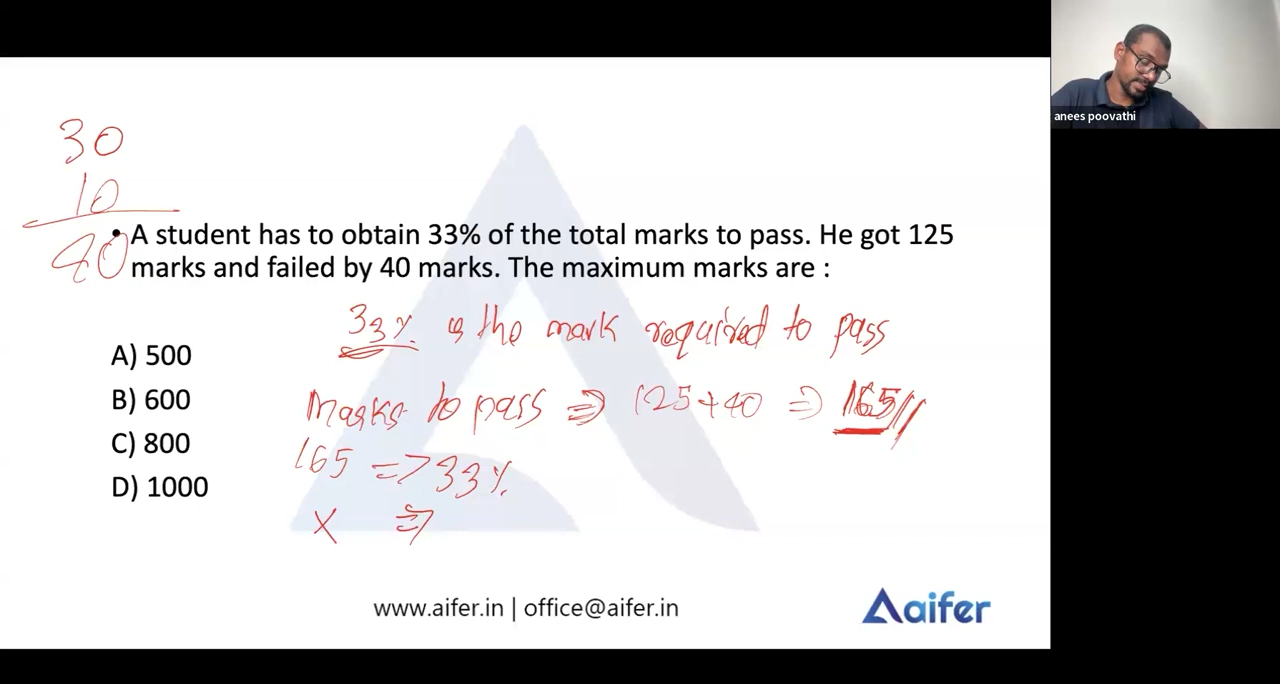 anees poovathi
30
10
40
• A student has to obtain 33% of the total marks to pass. He got 125
marks and failed by 40 marks. The maximum marks are :
33% is the mark required to pass
A) 500
B) 600
C) 800
D) 1000
Marks to pass => 125+40 => 165//
165 => 33%
x =>
www.aifer.in | office@aifer.in
aifer